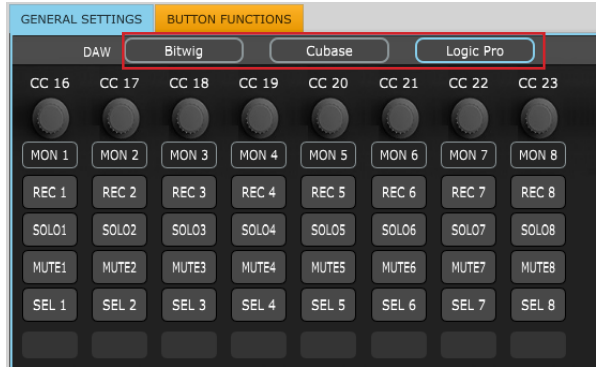 GENERAL SETTINGS BUTTON FUNCTIONS
DAW Bitwig Cubase Logic Pro
CC 16 CC 17 CC 18 CC 19 CC 20 CC 21 CC 22 CC 23
MON 1 MON 2 MON 3 MON 4 MON 5 MON 6 MON 7 MON 8
REC 1 REC 2 REC 3 REC 4 REC 5 REC 6 REC 7 REC 8
SOLO1 SOLO2 SOLO3 SOLO4 SOLO5 SOLO6 SOLO7 SOLO8
MUTE1 MUTE2 MUTE3 MUTE4 MUTE5 MUTE6 MUTE7 MUTE8
SEL 1 SEL 2 SEL 3 SEL 4 SEL 5 SEL 6 SEL 7 SEL 8